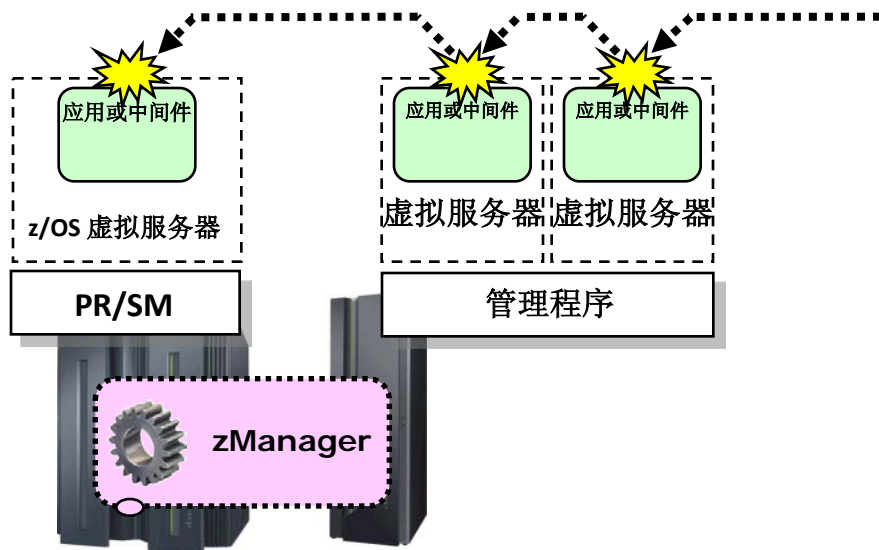 应用或中间件
应用或中间件
应用或中间件
z/OS 虚拟服务器
虚拟服务器
虚拟服务器
PR/SM
管理程序
zManager